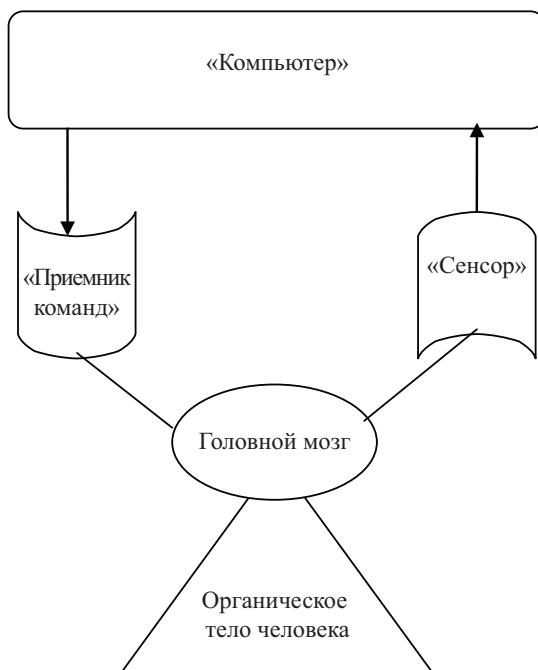 «Компьютер»
«Приемник
команд»
«Сенсор»
Головной мозг
Органическое
тело человека